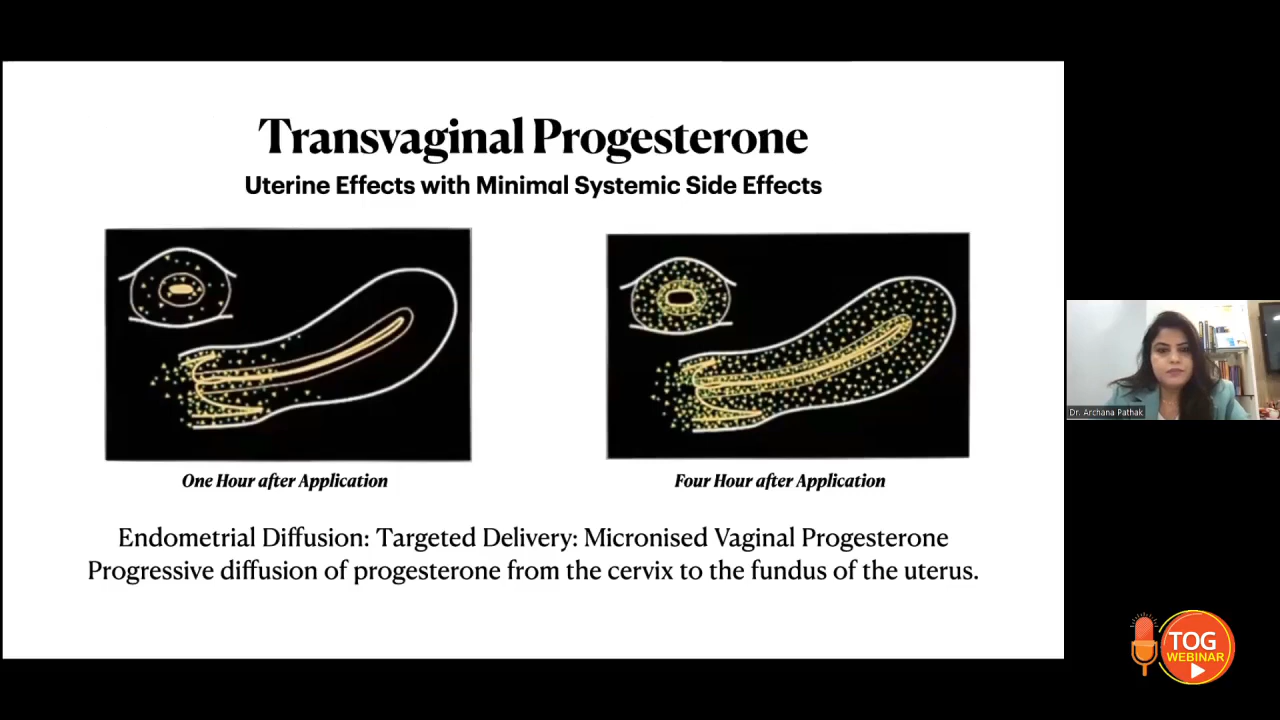 Transvaginal Progesterone
Uterine Effects with Minimal Systemic Side Effects
One Hour after Application
Four Hour after Application
Endometrial Diffusion: Targeted Delivery: Micronised Vaginal Progesterone
Progressive diffusion of progesterone from the cervix to the fundus of the uterus.
Dr. Archana Pathak
TOG
WEBINAR